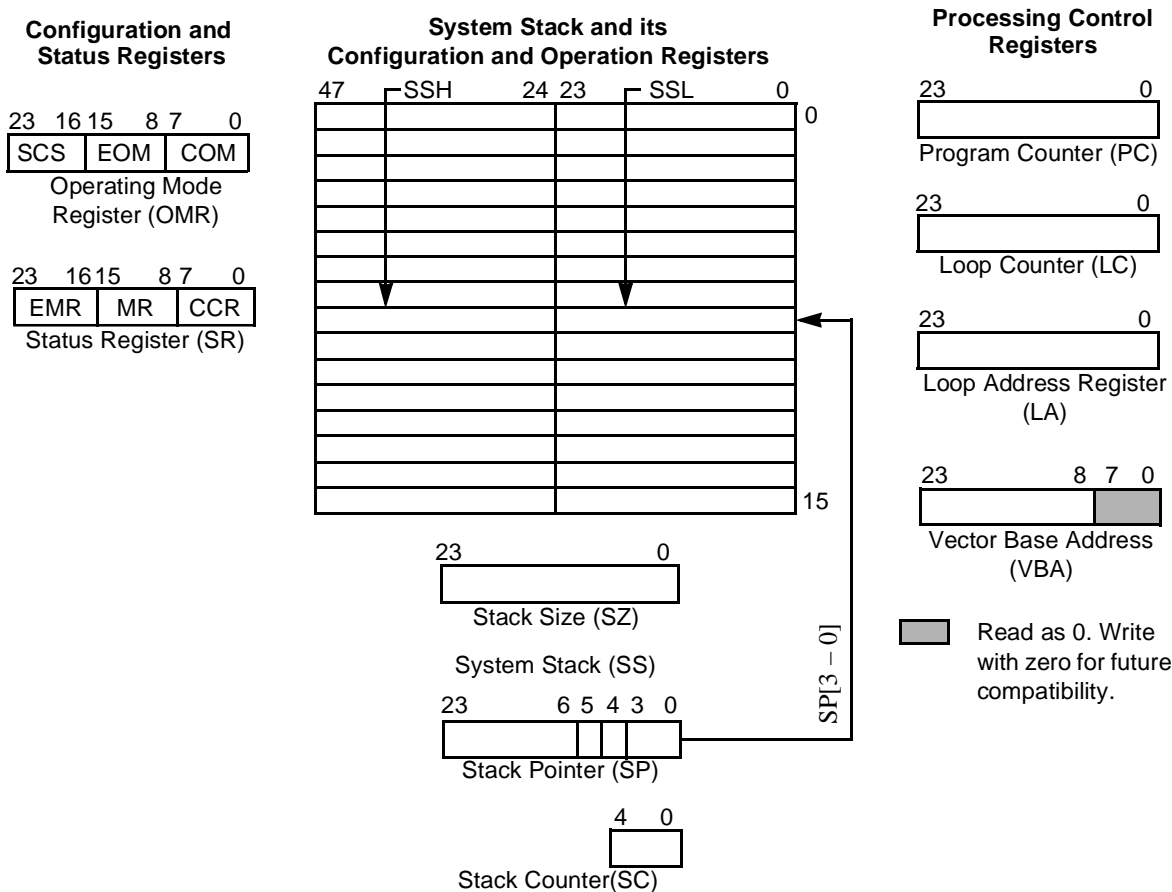 Configuration and
Status Registers
23 16 15 8 7 0
SCS EOM COM
Operating Mode
Register (OMR)
23 16 15 8 7 0
EMR MR CCR
Status Register (SR)
System Stack and its
Configuration and Operation Registers
47 SSH 24 23 SSL 0
0
15
23 0
Stack Size (SZ)
System Stack (SS)
23 6 5 4 3 0
Stack Pointer (SP)
SP[3 – 0]
4 0
Stack Counter(SC)
Processing Control
Registers
23 0
Program Counter (PC)
23 0
Loop Counter (LC)
23 0
Loop Address Register
(LA)
23 8 7 0
Vector Base Address
(VBA)
Read as 0. Write
with zero for future
compatibility.